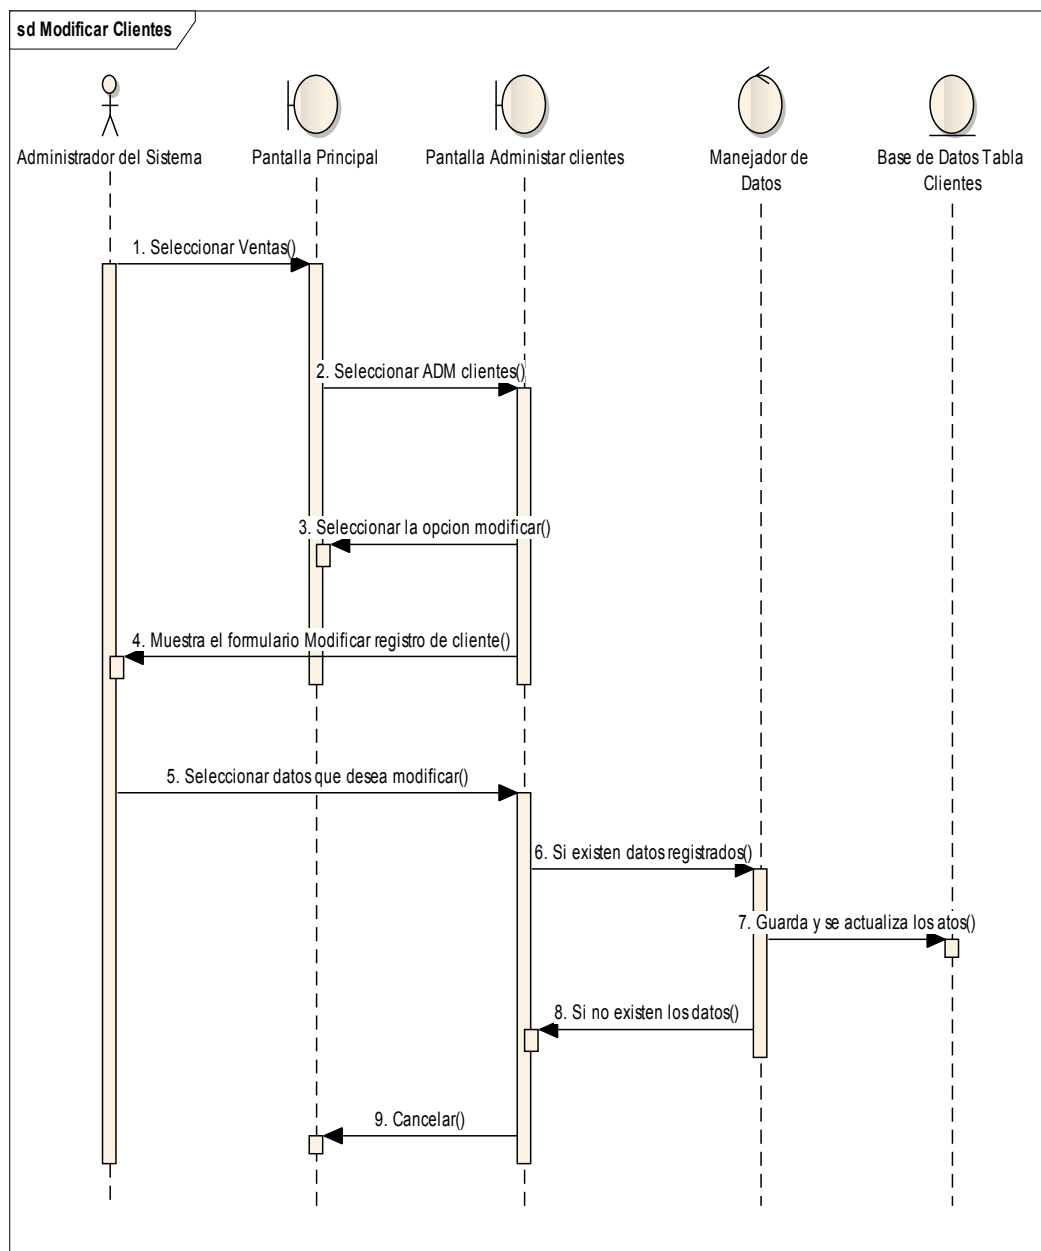 sd Modificar Clientes
Administrador del Sistema
Pantalla Principal
Pantalla Administar clientes
Manejador de
Datos
Base de Datos Tabla
Clientes
1. Seleccionar Ventas()
2. Seleccionar ADM clientes()
3. Seleccionar la opcion modificar()
4. Muestra el formulario Modificar registro de cliente()
5. Seleccionar datos que desea modificar()
6. Si existen datos registrados()
7. Guarda y se actualiza los atos()
8. Si no existen los datos()
9. Cancelar()